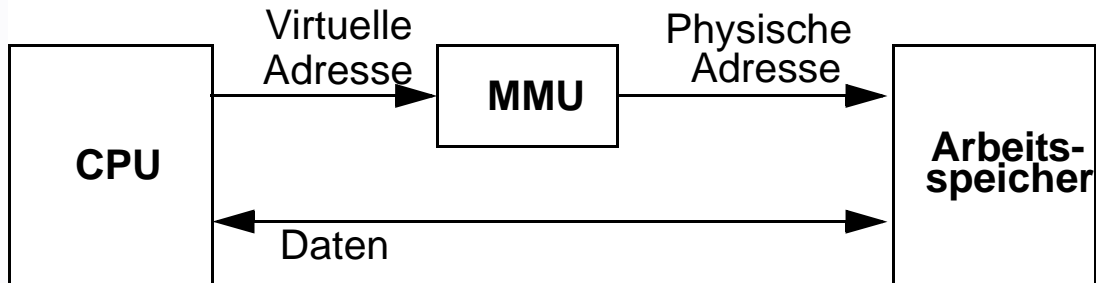 Virtuelle
Adresse
Physische
Adresse
MMU
CPU
Arbeits-
speicher
Daten